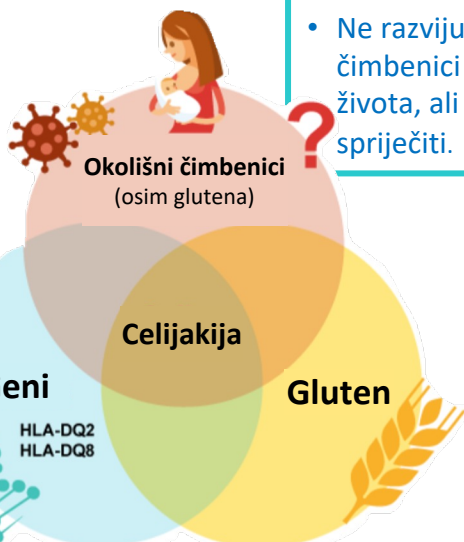 • Ne razviju
čimbenici
života, ali
spriječiti.
?
Okolišni čimbenici
(osim glutena)
Celijakija
eni
Gluten
HLA-DQ2
HLA-DQ8